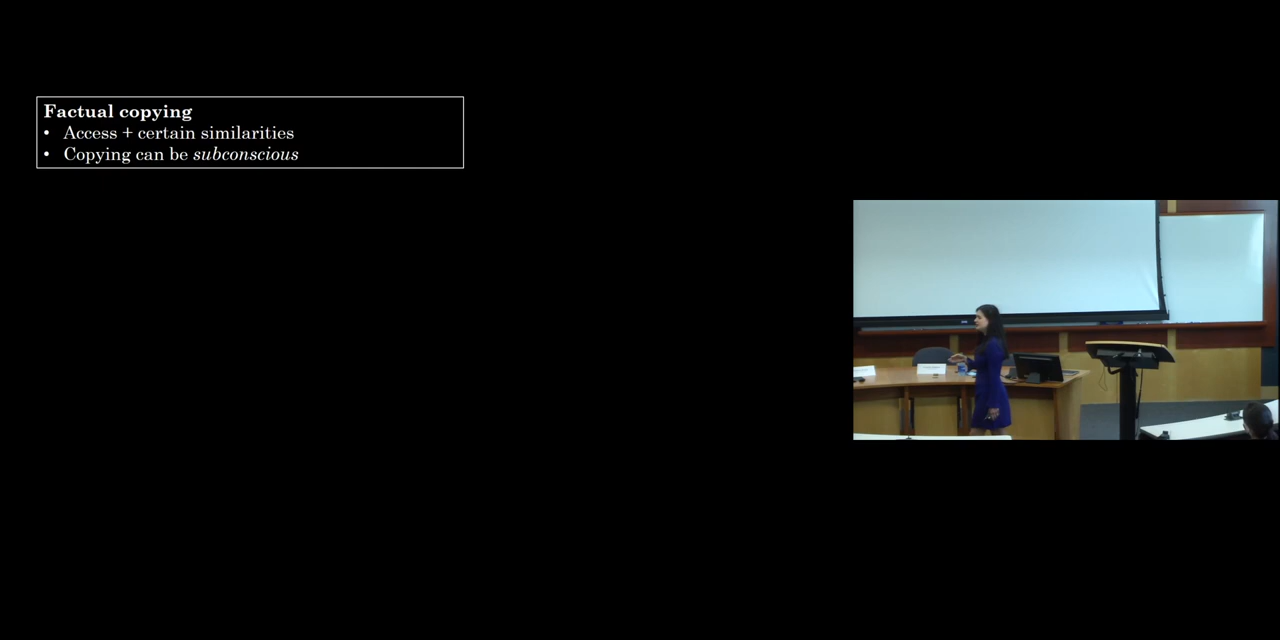 Factual copying
• Access + certain similarities
• Copying can be subconscious